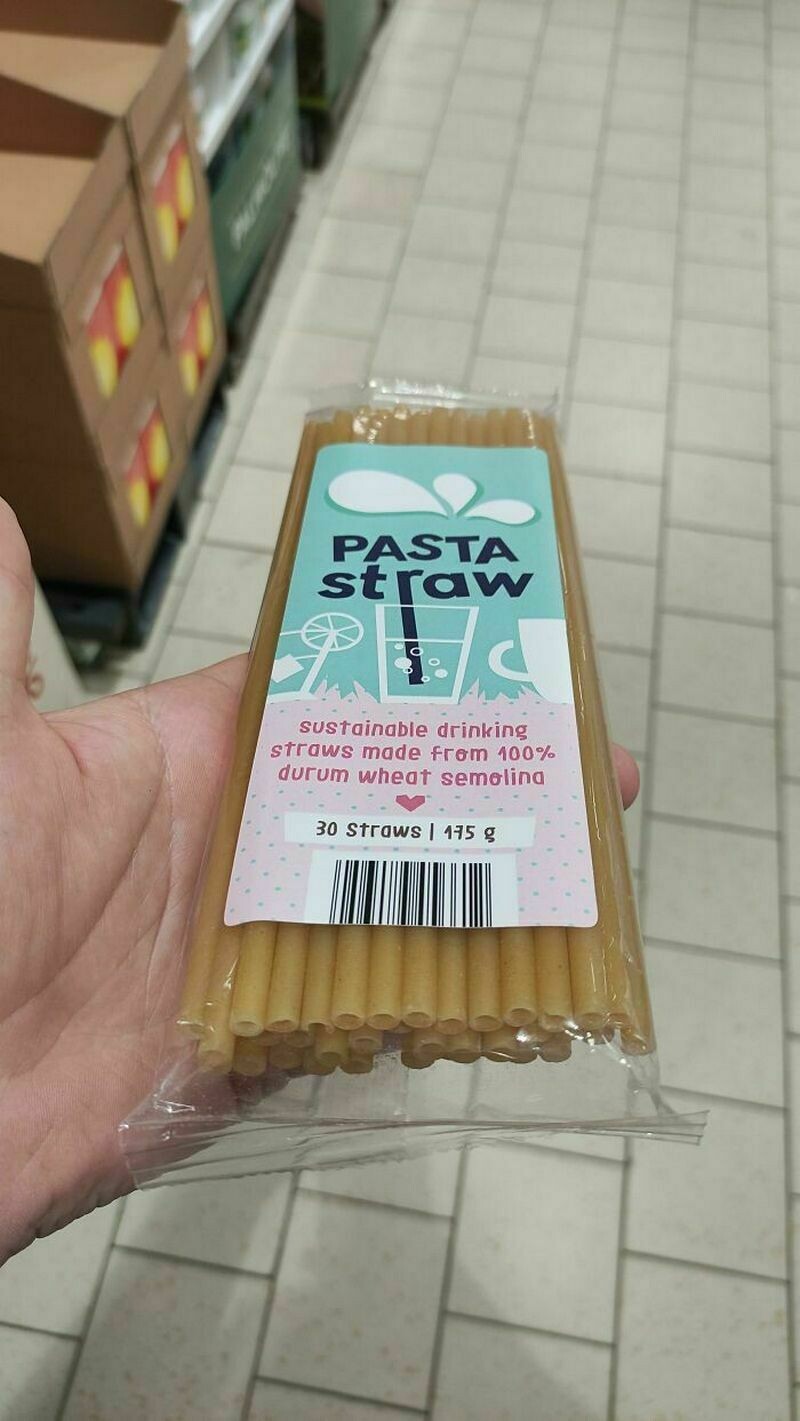 PASTA
straw
sustainable drinking
straws made from 100%
durum wheat semolina
30 Straws | 175 g